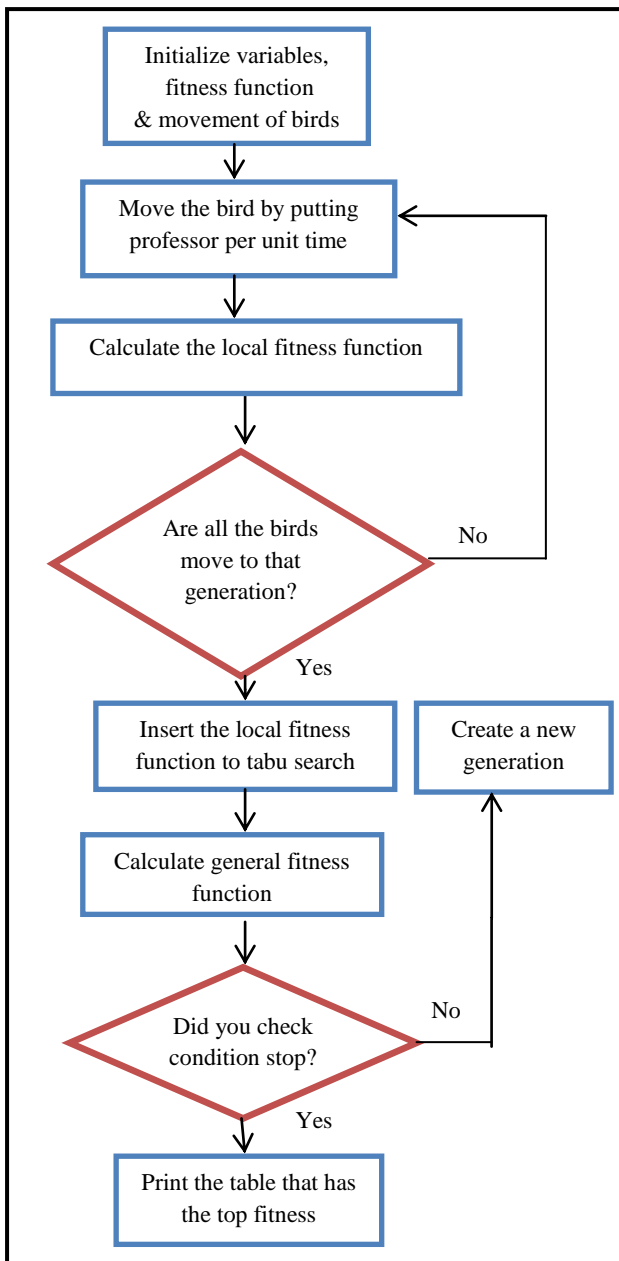 Initialize variables,
fitness function
& movement of birds
Move the bird by putting
professor per unit time
Calculate the local fitness function
Are all the birds
move to that
generation?
No
Yes
Insert the local fitness
function to tabu search
Create a new
generation
Calculate general fitness
function
Did you check
condition stop?
No
Yes
Print the table that has
the top fitness